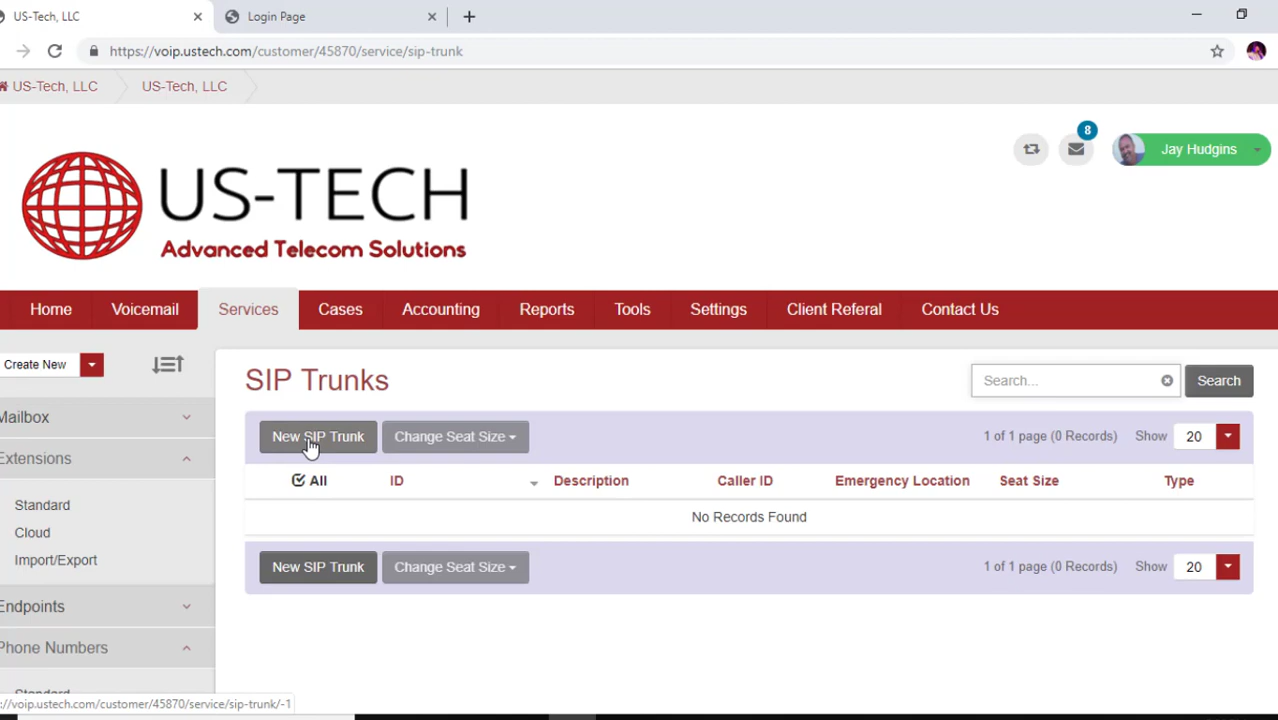 US-Tech, LLC
Login Page
https://voip.ustech.com/customer/45870/service/sip-trunk
US-Tech, LLC
US-Tech, LLC
8
Jay Hudgins
US-TECH
Advanced Telecom Solutions
Home
Voicemail
Services
Cases
Accounting
Reports
Tools
Settings
Client Referal
Contact Us
Create New
SIP Trunks
Search...
Search
Mailbox
New SIP Trunk
Change Seat Size
1 of 1 page (0 Records)
Show
20
Extensions
All
ID
Description
Caller ID
Emergency Location
Seat Size
Type
Standard
No Records Found
Cloud
Import/Export
New SIP Trunk
Change Seat Size
1 of 1 page (0 Records)
Show
20
Endpoints
Phone Numbers
Standard
://voip.ustech.com/customer/45870/service/sip-trunk/-1